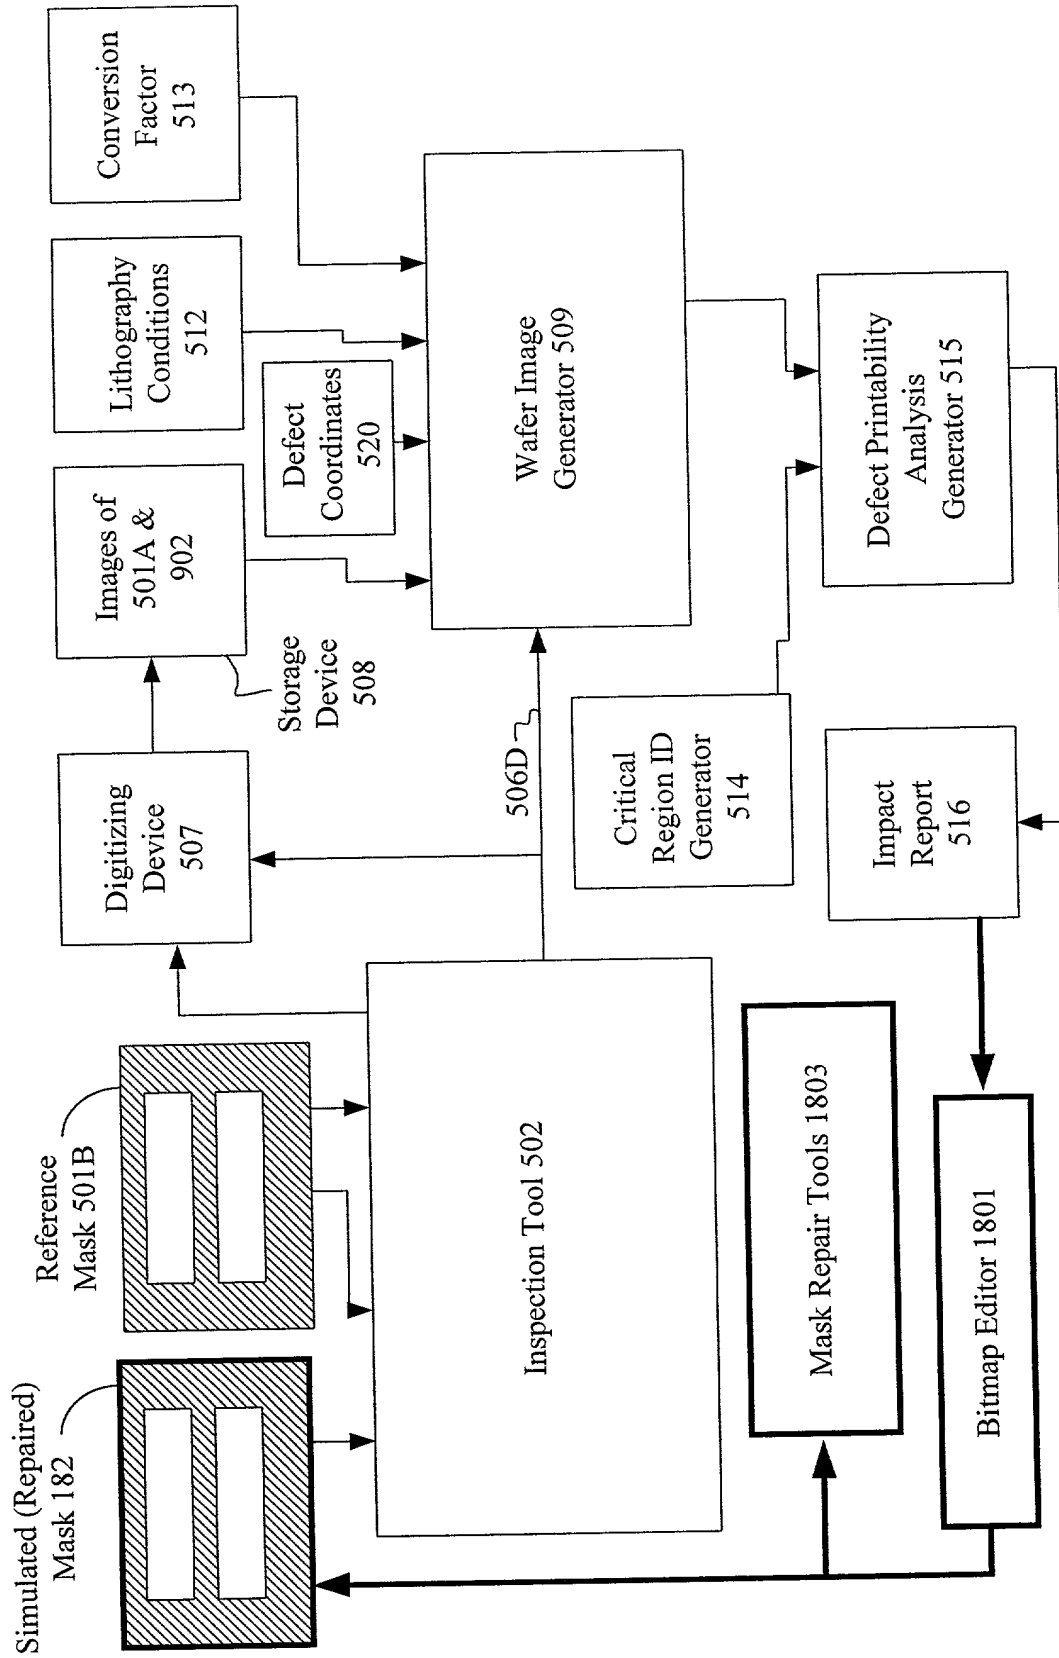 Simulated (Repaired)
Mask 182
Reference
Mask 501B
Digitizing
Device
507
Images of
501A &
902
Storage
Device
508
Lithography
Conditions
512
Conversion
Factor
513
Defect
Coordinates
520
Inspection Tool 502
506D
Wafer Image
Generator 509
Critical
Region ID
Generator
514
Mask Repair Tools 1803
Bitmap Editor 1801
Impact
Report
516
Defect Printability
Analysis
Generator 515